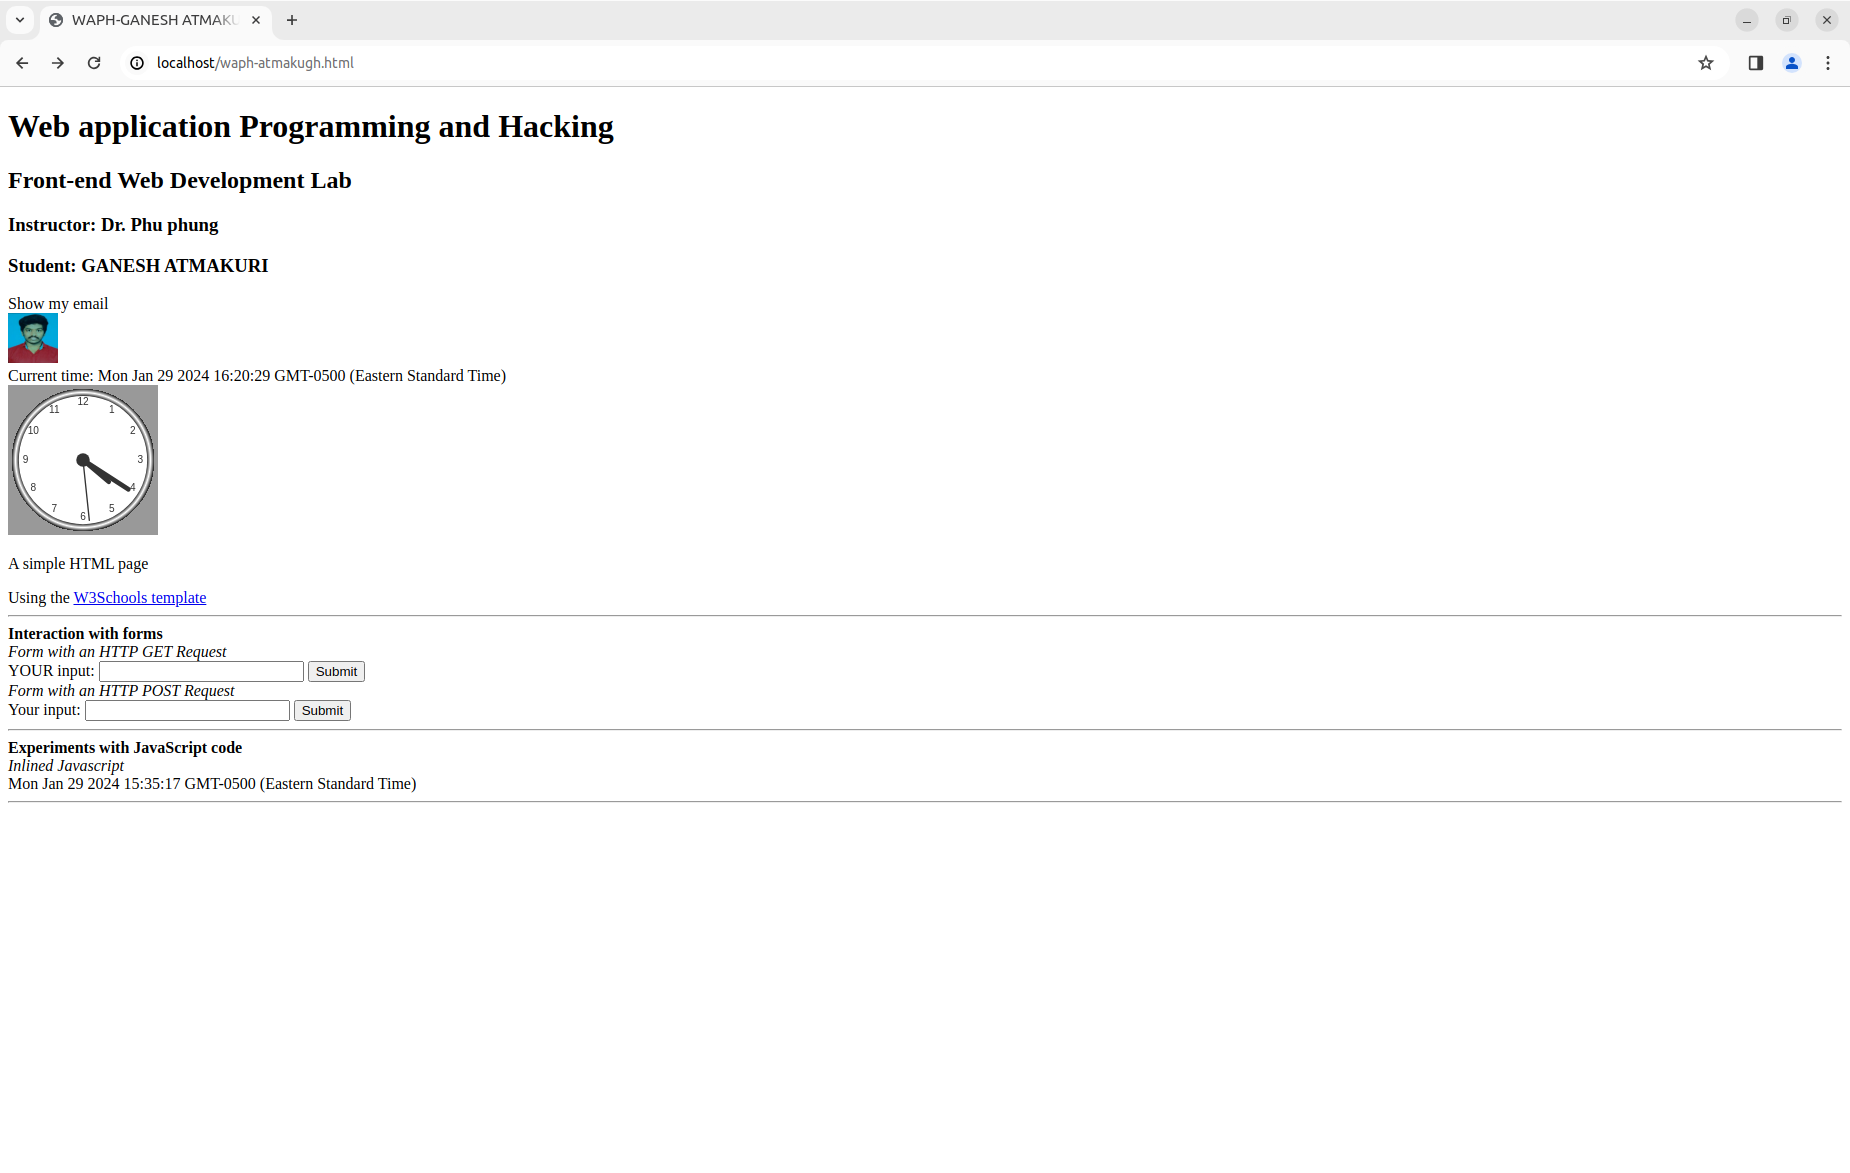 WAPH-GANESH ATMAKU
localhost/waph-atmakugh.html
Web application Programming and Hacking
Front-end Web Development Lab
Instructor: Dr. Phu phung
Student: GANESH ATMAKURI
Show my email
Current time: Mon Jan 29 2024 16:20:29 GMT-0500 (Eastern Standard Time)
12
11 1
10 2
9 3
8 4
7 5
6
A simple HTML page
Using the W3Schools template
Interaction with forms
Form with an HTTP GET Request
YOUR input: Submit
Form with an HTTP POST Request
Your input: Submit
Experiments with JavaScript code
Inlined Javascript
Mon Jan 29 2024 15:35:17 GMT-0500 (Eastern Standard Time)